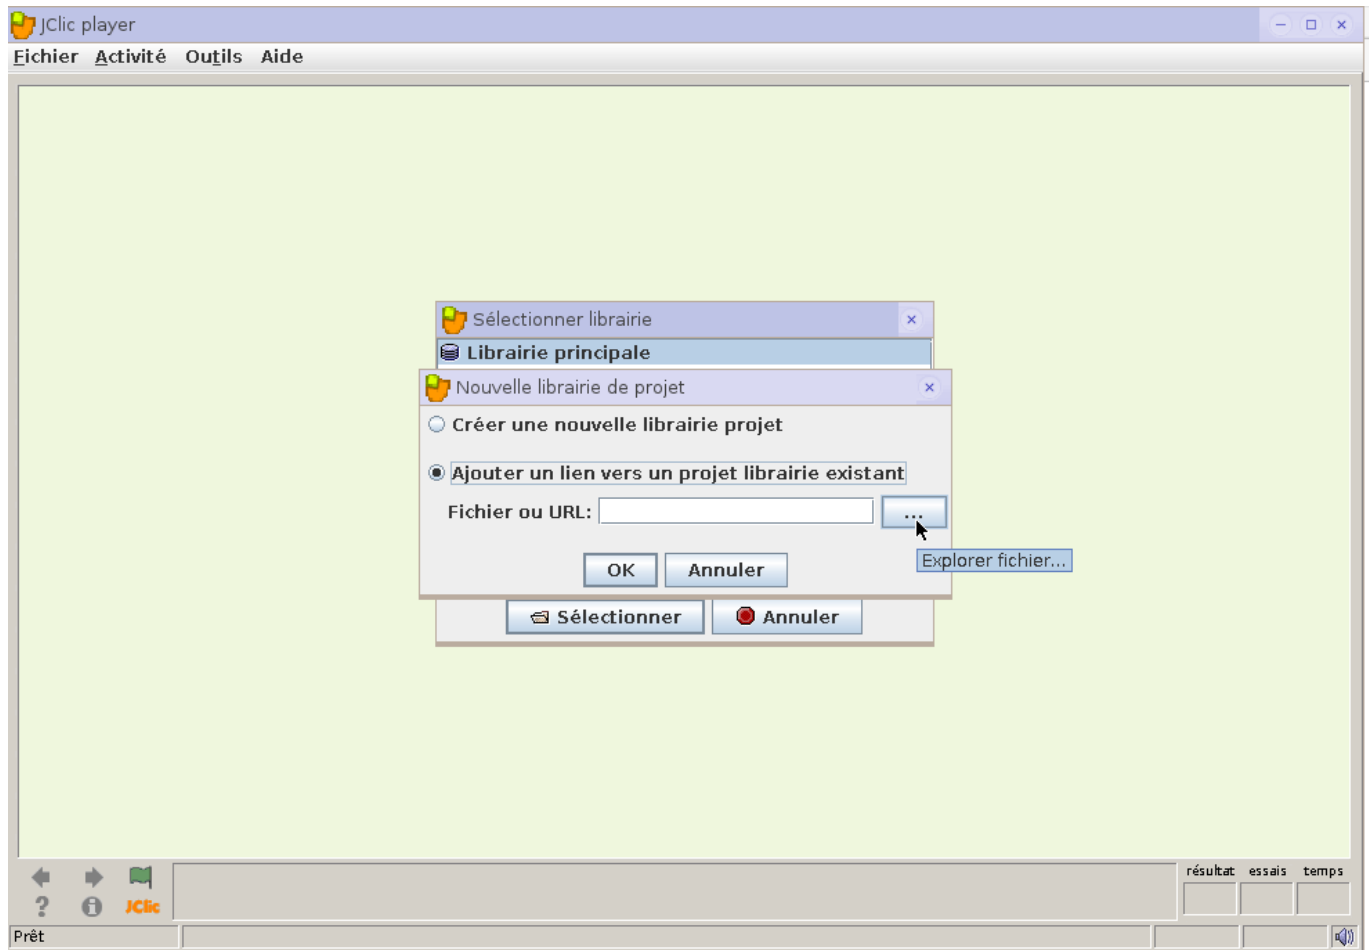 JClic player
Fichier Activité Outils Aide
Sélectionner librairie
Librairie principale
Nouvelle librairie de projet
Créer une nouvelle librairie projet
Ajouter un lien vers un projet librairie existant
Fichier ou URL: ...
Explorer fichier...
OK Annuler
Sélectionner Annuler
résultat essais temps
? i JClic
Prêt